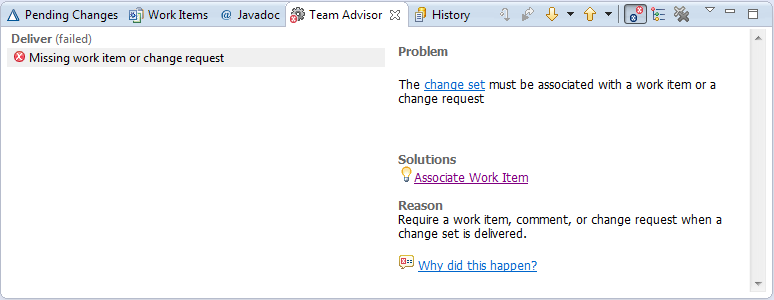 Pending Changes Work Items @ Javadoc Team Advisor History
Deliver (failed)
Missing work item or change request
Problem
The change set must be associated with a work item or a
change request
Solutions
Associate Work Item
Reason
Require a work item, comment, or change request when a
change set is delivered.
Why did this happen?